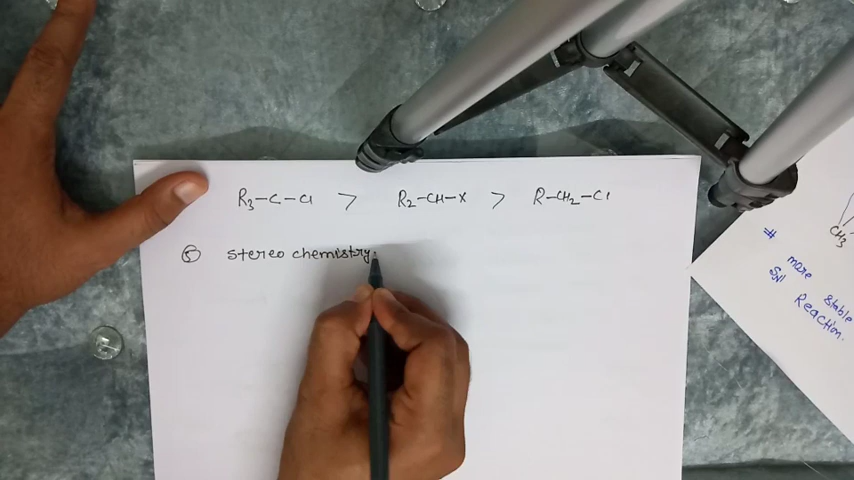 R₃-C-Cl > R₂-CH-X > R-CH₂-Cl
⑤ stereo chemistry.
CH₃
# more stable
SN1 Reaction.